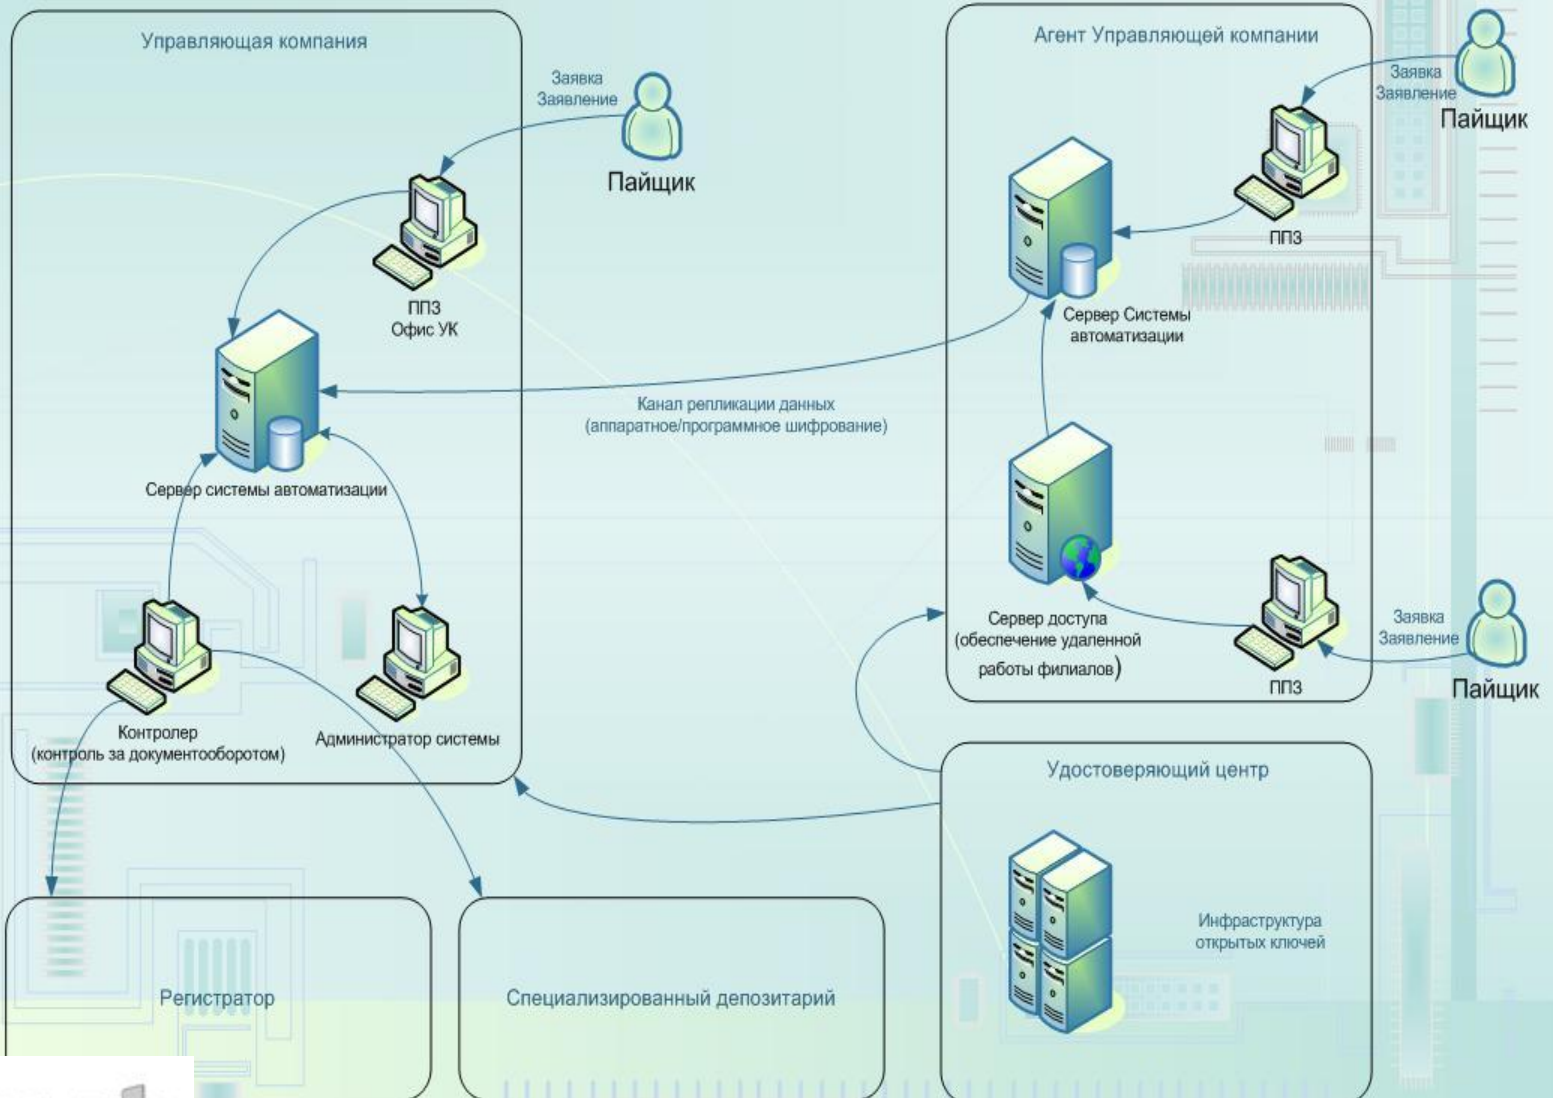 Управляющая компания
Заявка
Заявление
Пайщик
ППЗ
Офис УК
Сервер системы автоматизации
Контролер
(контроль за документооборотом)
Администратор системы
Канал репликации данных
(аппаратное/программное шифрование)
Агент Управляющей компании
Заявка
Заявление
Пайщик
ППЗ
Сервер Системы
автоматизации
Сервер доступа
(обеспечение удаленной
работы филиалов)
ППЗ
Заявка
Заявление
Пайщик
Удостоверяющий центр
Инфраструктура
открытых ключей
Регистратор
Специализированный депозитарий